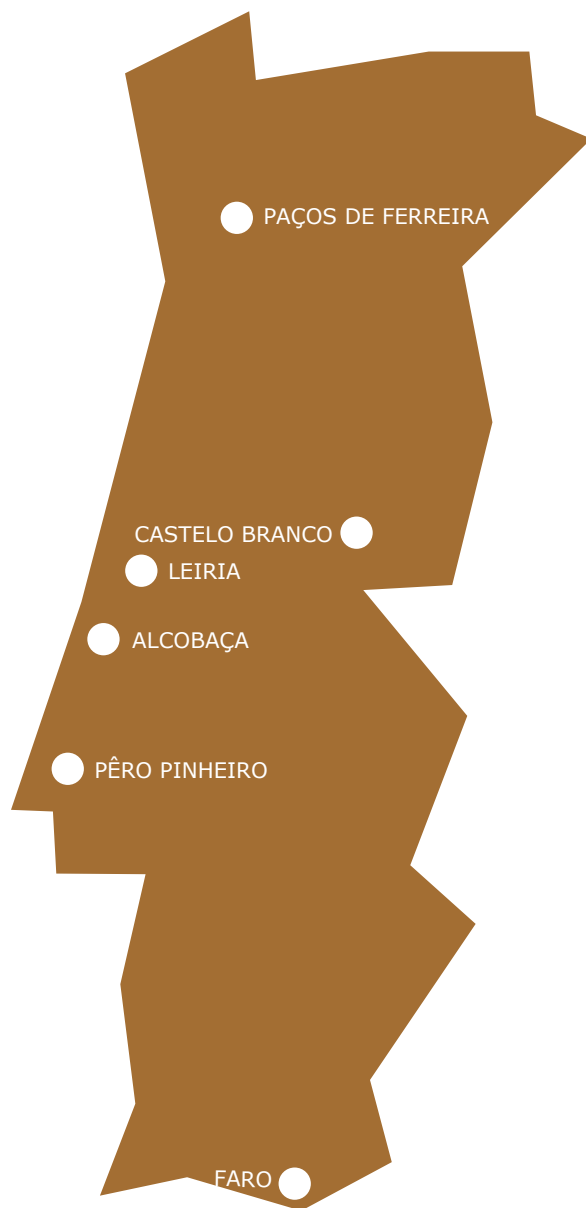 PAÇOS DE FERREIRA
CASTELO BRANCO
LEIRIA
ALCOBAÇA
PÊRO PINHEIRO
FARO